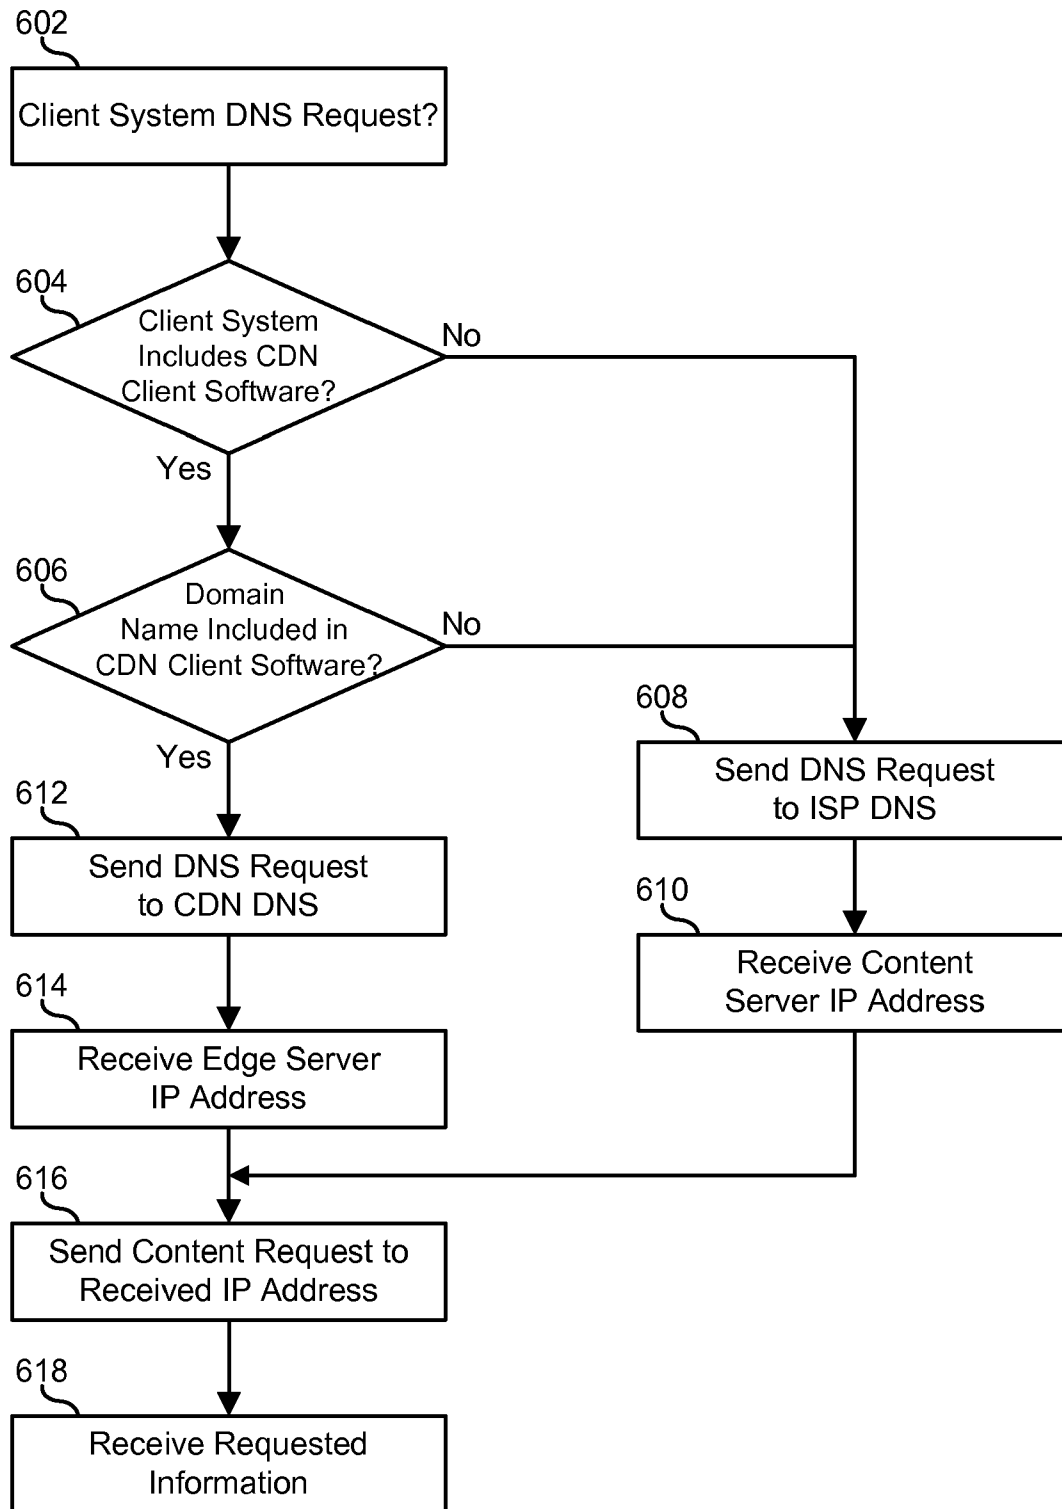 602
Client System DNS Request?
604
Client System
Includes CDN
Client Software?
No
Yes
606
Domain
Name Included in
CDN Client Software?
No
Yes
608
Send DNS Request
to ISP DNS
612
Send DNS Request
to CDN DNS
610
Receive Content
Server IP Address
614
Receive Edge Server
IP Address
616
Send Content Request to
Received IP Address
618
Receive Requested
Information